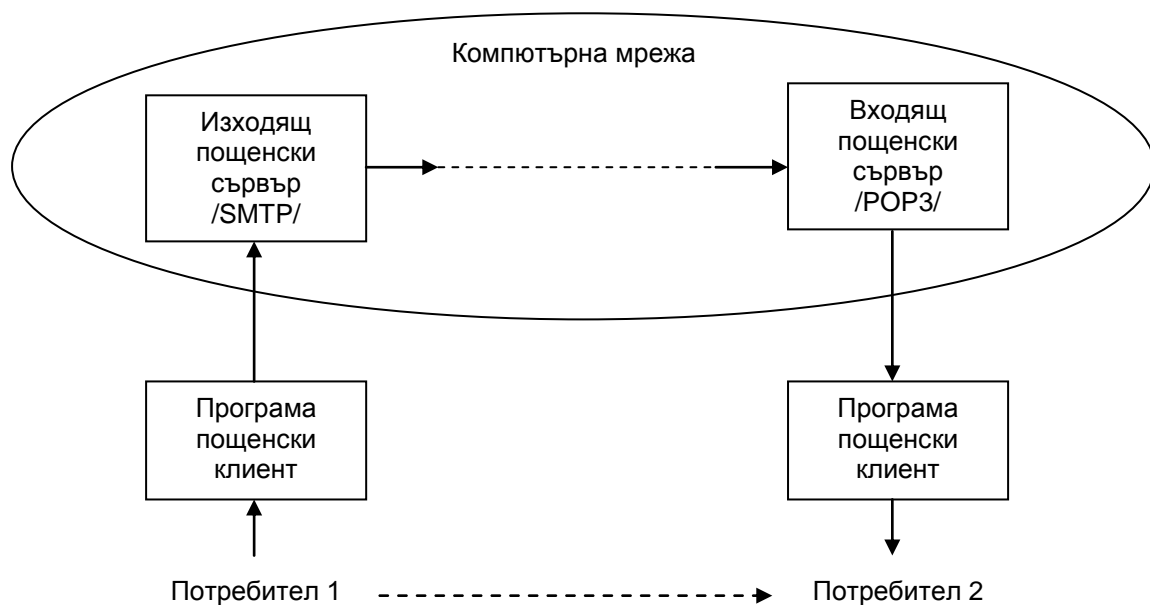 Компютърна мрежа
Изходящ
пощенски
сървър
/SMTP/
Входящ
пощенски
сървър
/POP3/
Програма
пощенски
клиент
Програма
пощенски
клиент
Потребител 1
Потребител 2